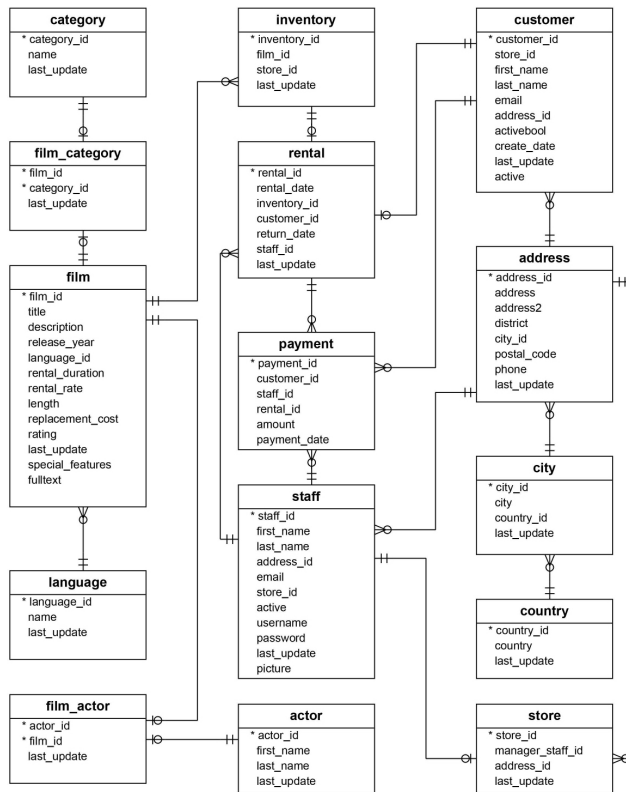 category
* category_id
name
last_update
film_category
* film_id
* category_id
last_update
film
* film_id
title
description
release_year
language_id
rental_duration
rental_rate
length
replacement_cost
rating
last_update
special_features
fulltext
language
* language_id
name
last_update
film_actor
* actor_id
* film_id
last_update
inventory
* inventory_id
film_id
store_id
last_update
rental
* rental_id
rental_date
inventory_id
customer_id
return_date
staff_id
last_update
payment
* payment_id
customer_id
staff_id
rental_id
amount
payment_date
staff
* staff_id
first_name
last_name
address_id
email
store_id
active
username
password
last_update
picture
actor
* actor_id
first_name
last_name
last_update
customer
* customer_id
store_id
first_name
last_name
email
address_id
activebool
create_date
last_update
active
address
* address_id
address
address2
district
city_id
postal_code
phone
last_update
city
* city_id
city
country_id
last_update
country
* country_id
country
last_update
store
* store_id
manager_staff_id
address_id
last_update